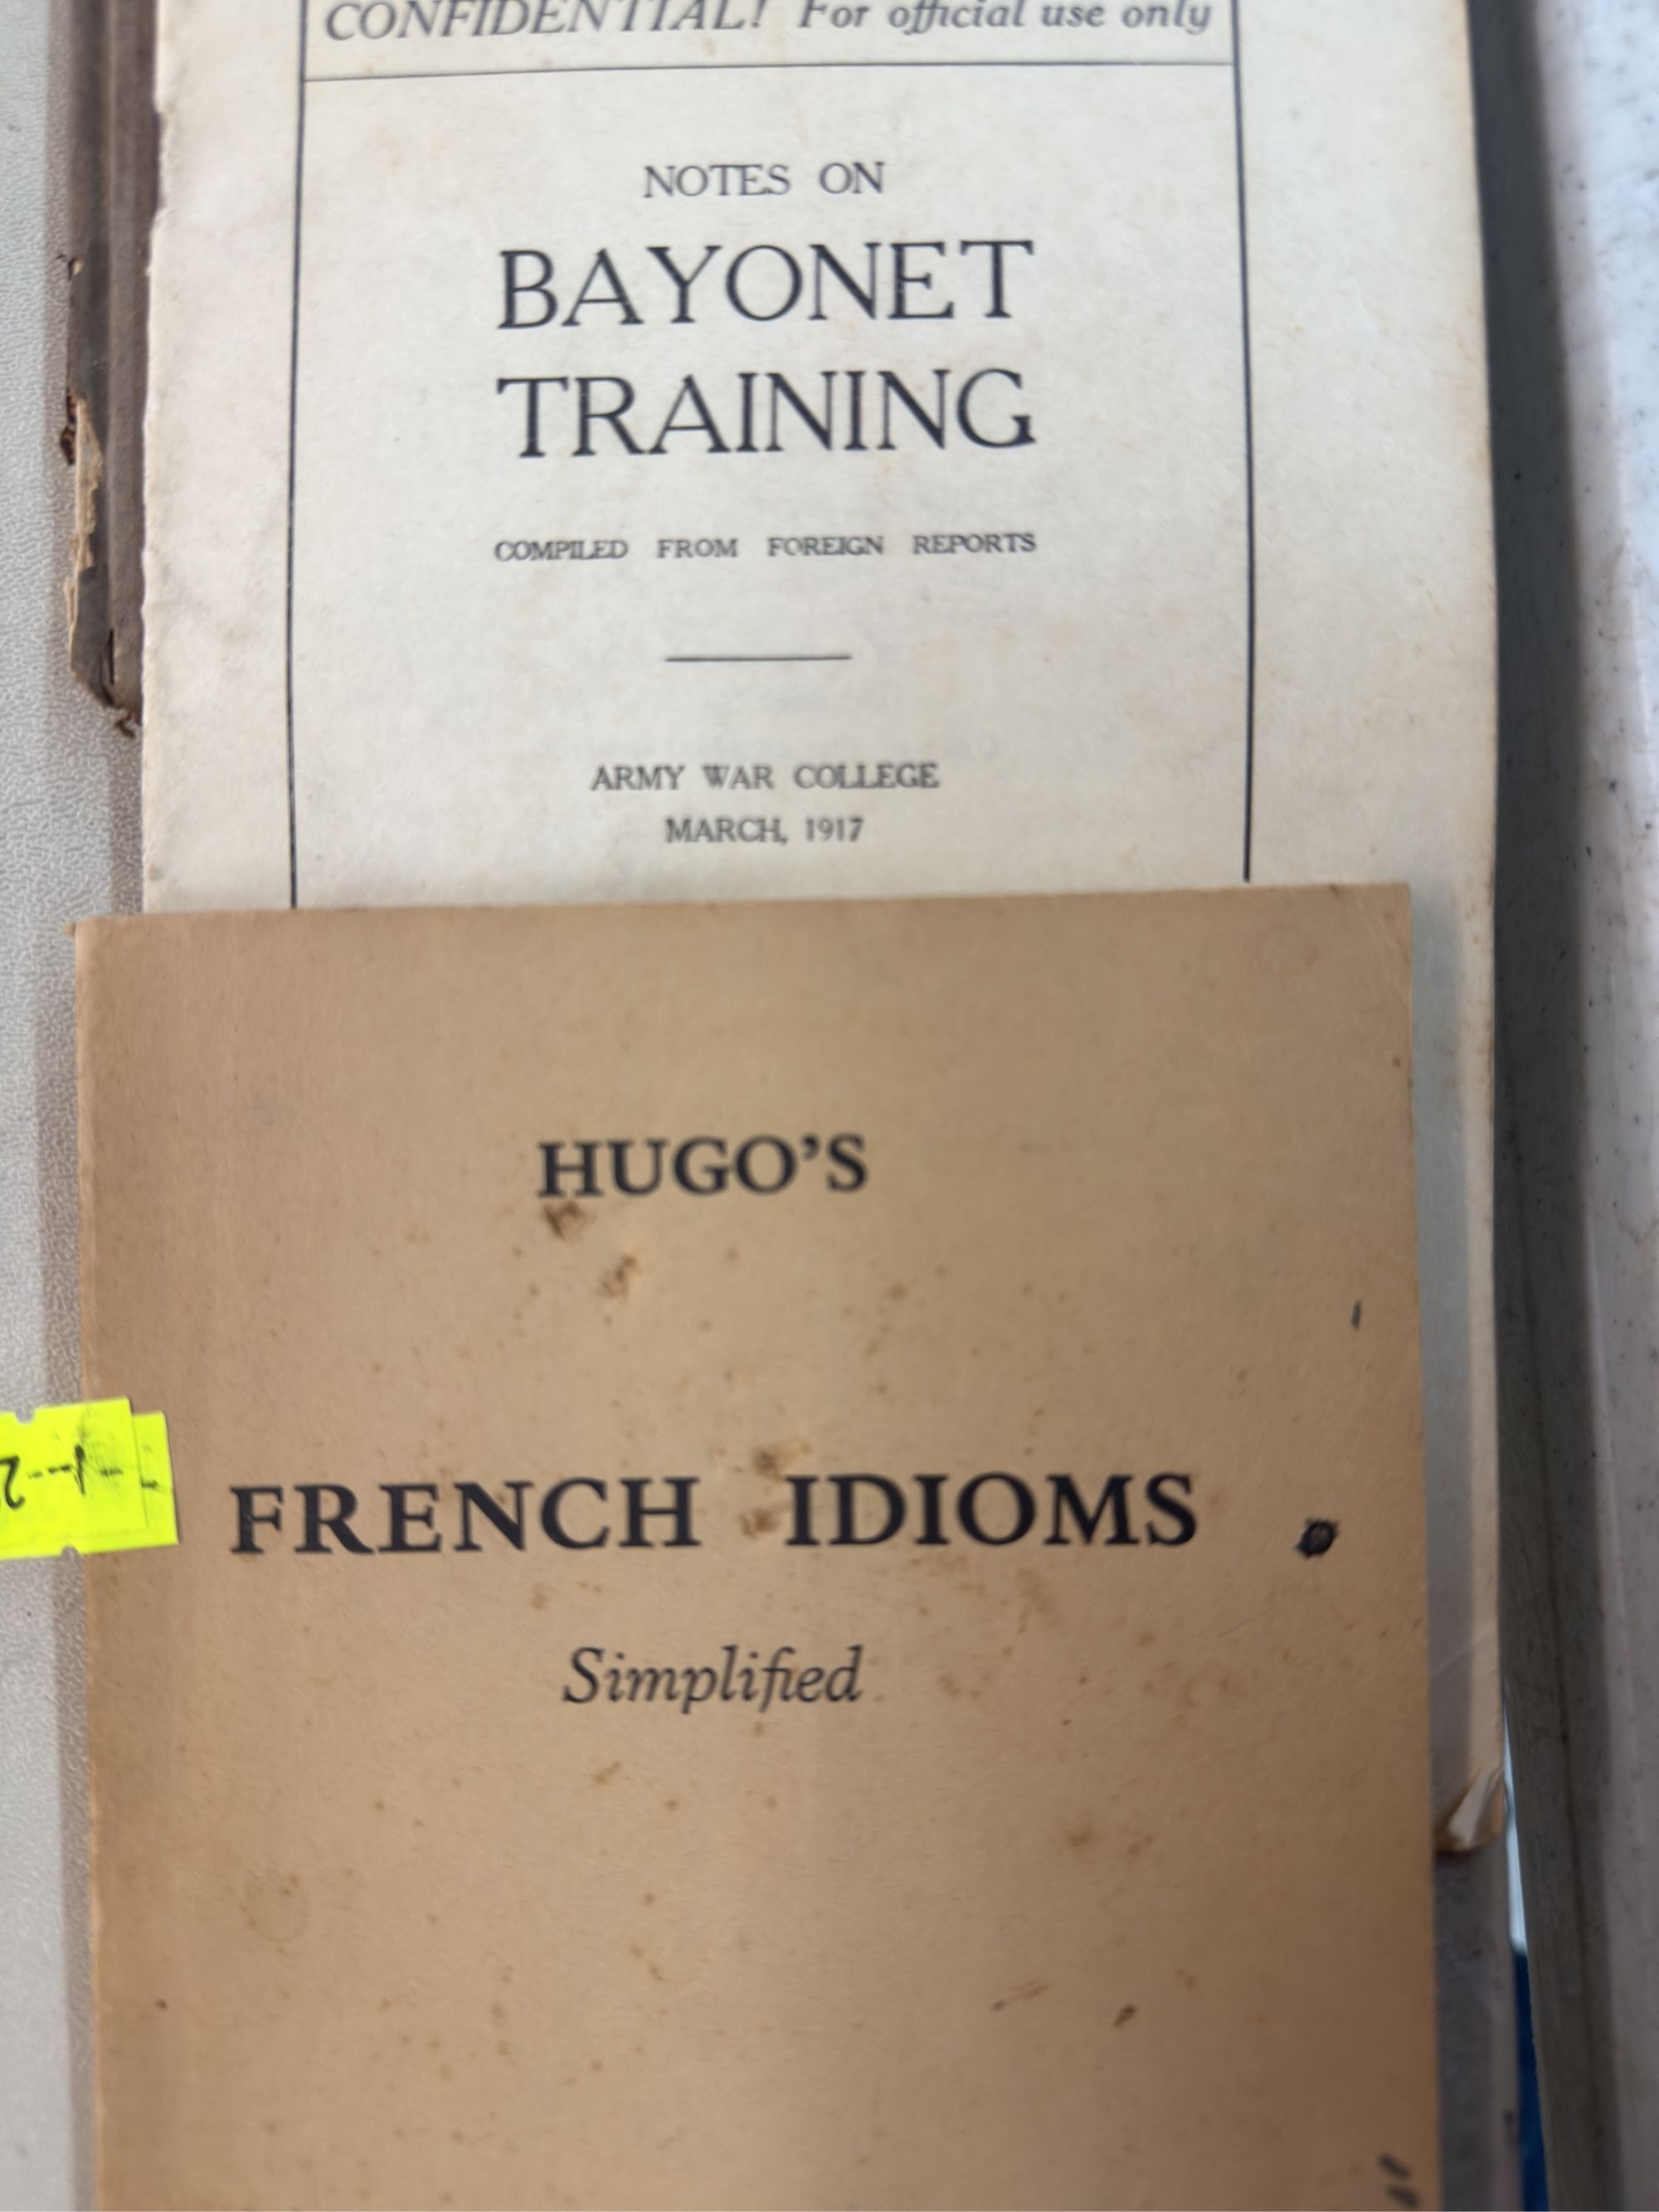 CONFIDENTIAL! For official use only
NOTES ON
BAYONET
TRAINING
COMPILED FROM FOREIGN REPORTS
ARMY WAR COLLEGE
MARCH, 1917
HUGO'S
FRENCH IDIOMS
Simplified